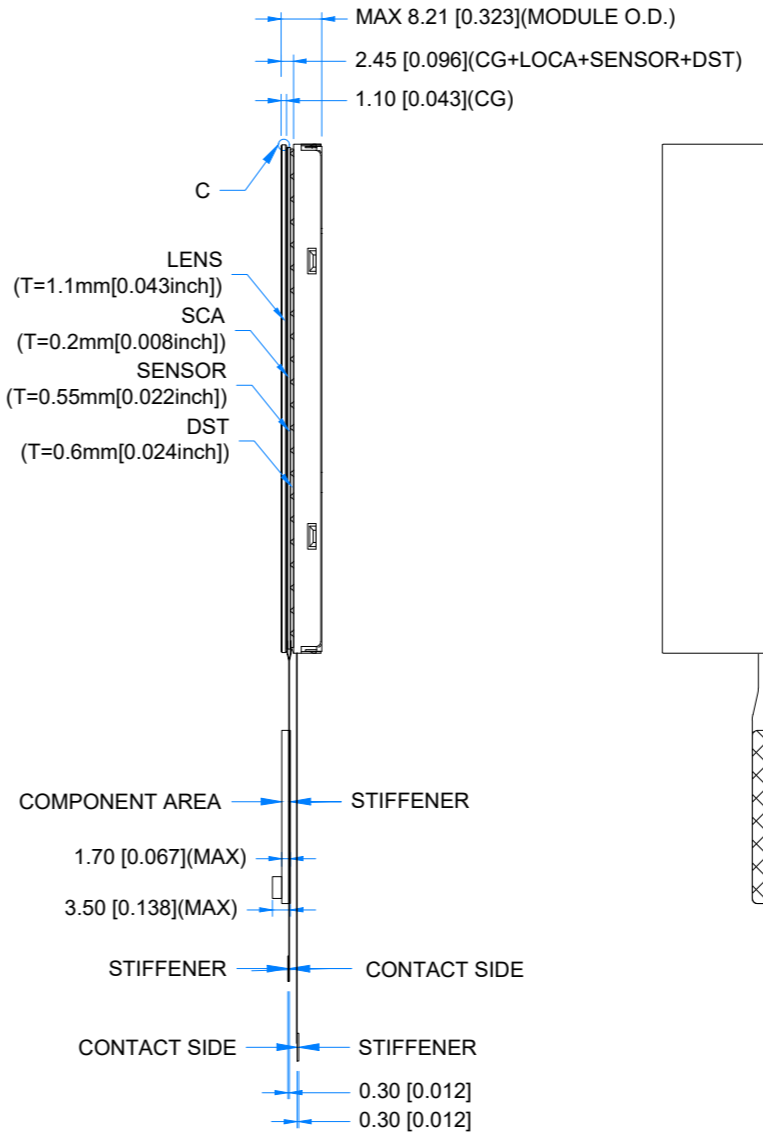 MAX 8.21 [0.323](MODULE O.D.)
2.45 [0.096](CG+LOCA+SENSOR+DST)
1.10 [0.043](CG)
C
LENS
(T=1.1mm[0.043inch])
SCA
(T=0.2mm[0.008inch])
SENSOR
(T=0.55mm[0.022inch])
DST
(T=0.6mm[0.024inch])
COMPONENT AREA
STIFFENER
1.70 [0.067](MAX)
3.50 [0.138](MAX)
STIFFENER
CONTACT SIDE
CONTACT SIDE
STIFFENER
0.30 [0.012]
0.30 [0.012]